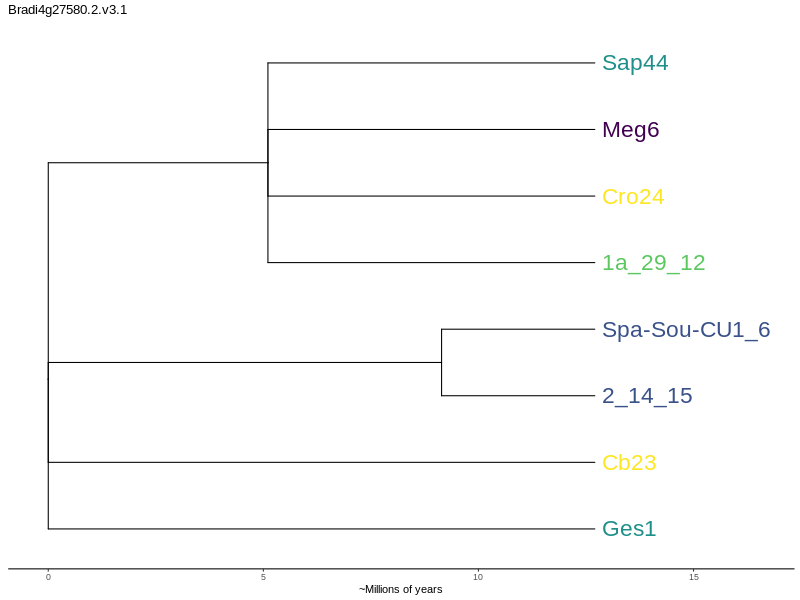 Bradi4g27580.2.v3.1
Sap44
Meg6
Cro24
1a_29_12
Spa-Sou-CU1_6
2_14_15
Cb23
Ges1
0 5 10 15
~Millions of years